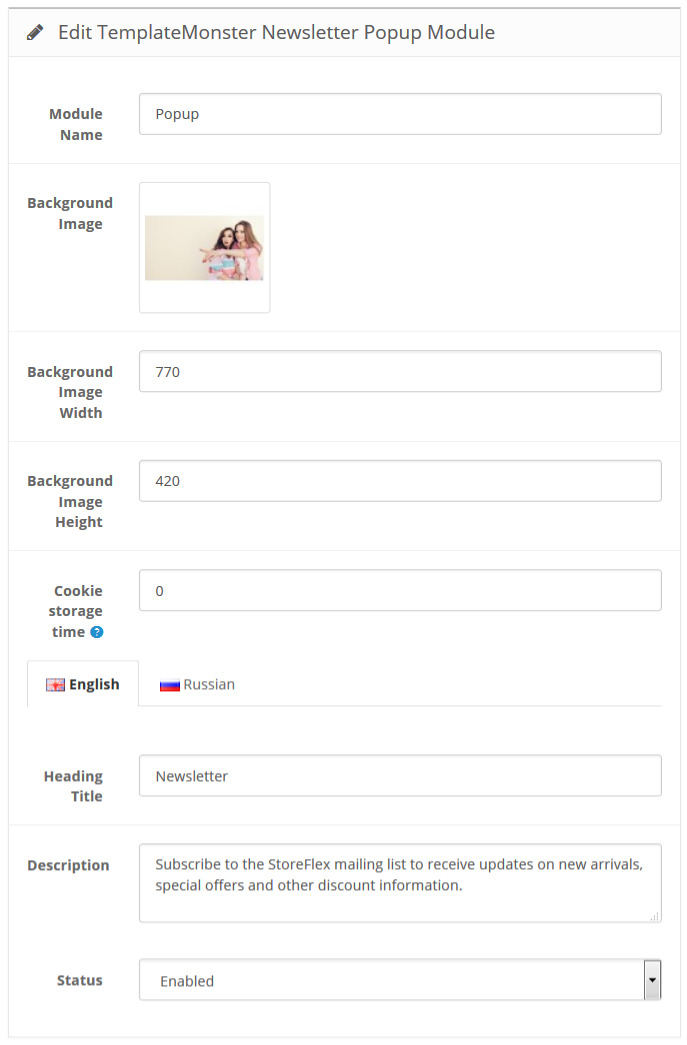 Edit TemplateMonster Newsletter Popup Module
Module
Name
Popup
Background
Image
Background
Image
Width
770
Background
Image
Height
420
Cookie
storage
time ?
0
English
Russian
Heading
Title
Newsletter
Description
Subscribe to the StoreFlex mailing list to receive updates on new arrivals,
special offers and other discount information.
Status
Enabled